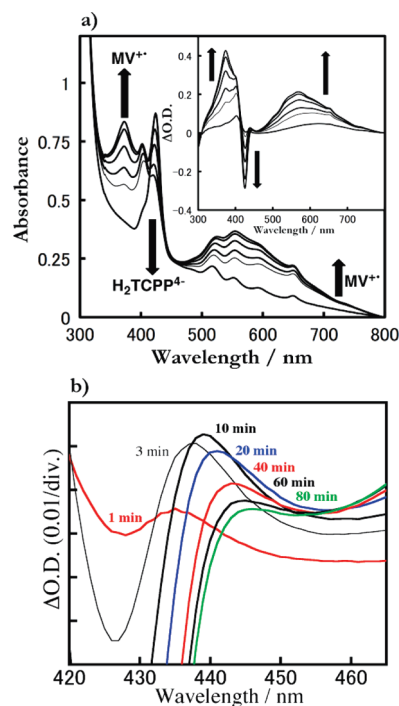 a)
MV+•
H2TCPP4-
MV+•
Absorbance
1
0.75
0.5
0.25
0
300 400 500 600 700 800
Wavelength / nm
ΔO.D.
0.4
0.2
0
−0.2
−0.4
300 400 500 600 700
Wavelength / nm
b)
10 min
3 min
20 min
40 min
60 min
80 min
1 min
ΔO.D. (0.01/div.)
420 430 440 450 460
Wavelength / nm